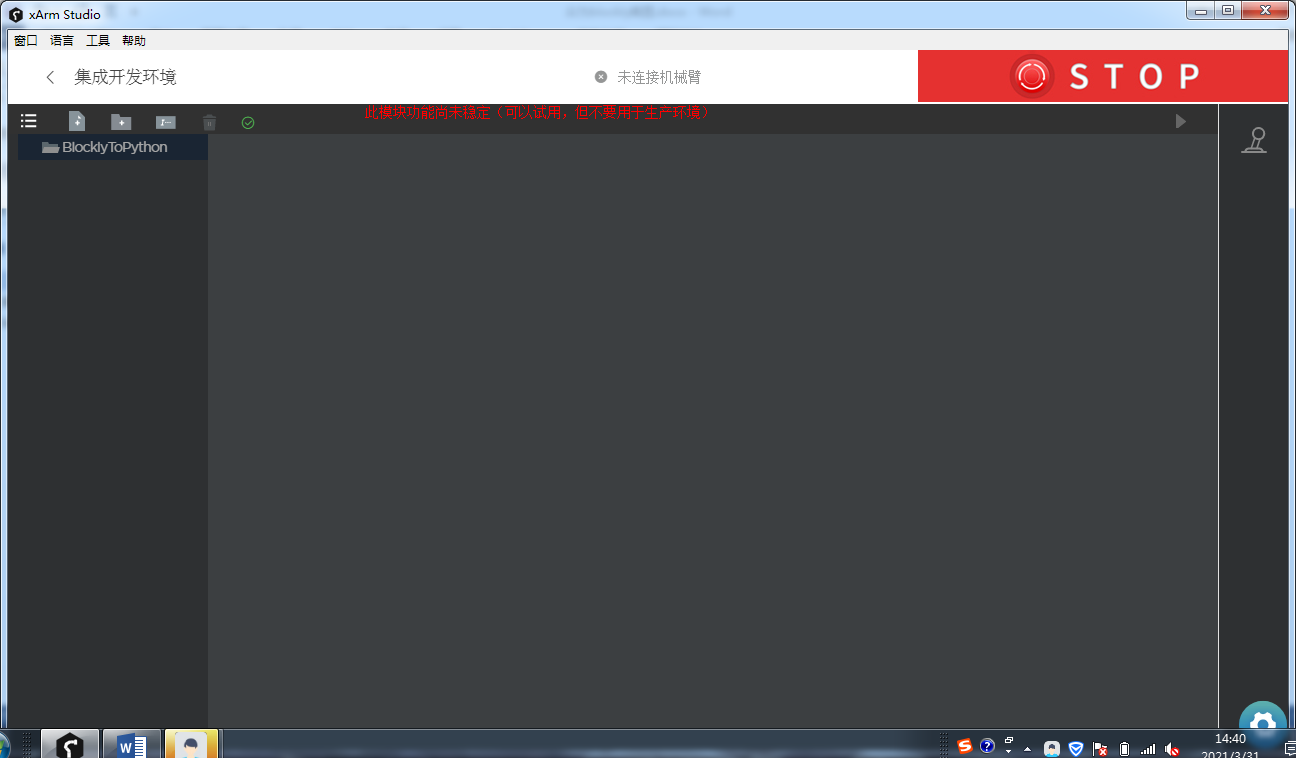 xArm Studio
窗口 语言 工具 帮助
集成开发环境
未连接机械臂
STOP
此模块功能尚未稳定（可以试用，但不要用于生产环境）
BlocklyToPython
14:40
2021/3/31